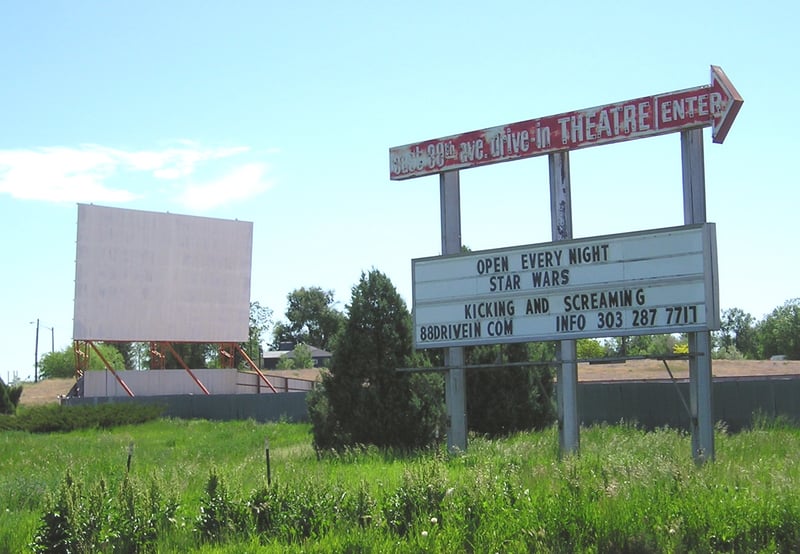 88th ave. drive in THEATRE ENTER
OPEN EVERY NIGHT
STAR WARS
KICKING AND SCREAMING
88DRIVEIN COM INFO 303 287 7717